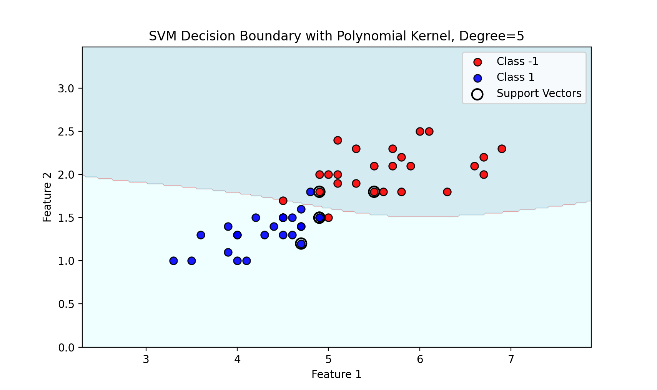 SVM Decision Boundary with Polynomial Kernel, Degree=5
Class -1
Class 1
Support Vectors
Feature 2
3.0
2.5
2.0
1.5
1.0
0.5
0.0
3 4 5 6 7
Feature 1